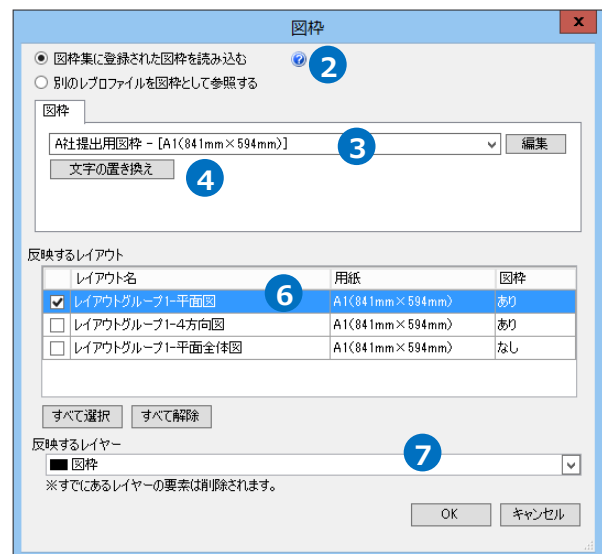 図枠
x
図枠集に登録された図枠を読み込む ? 2
別のレブロファイルを図枠として参照する
図枠
A社提出用図枠 - [A1(841mm×594mm)] 3 編集
文字の置き換え 4
反映するレイアウト
レイアウト名 用紙 図枠
レイアウトグループ1-平面図 6 A1(841mm×594mm) あり
レイアウトグループ1-4方向図 A1(841mm×594mm) あり
レイアウトグループ1-平面全体図 A1(841mm×594mm) なし
すべて選択 すべて解除
反映するレイヤー
図枠 7
※すでにあるレイヤーの要素は削除されます。
OK キャンセル